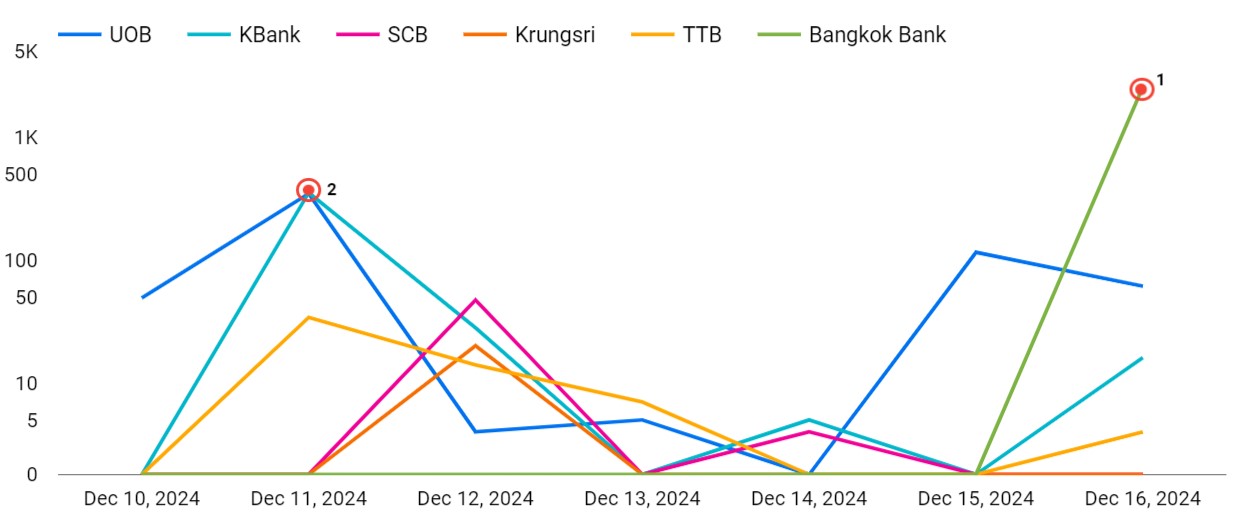 UOB KBank SCB Krungsri TTB Bangkok Bank
5K
1
1K
500
2
100
50
10
5
0
Dec 10, 2024 Dec 11, 2024 Dec 12, 2024 Dec 13, 2024 Dec 14, 2024 Dec 15, 2024 Dec 16, 2024